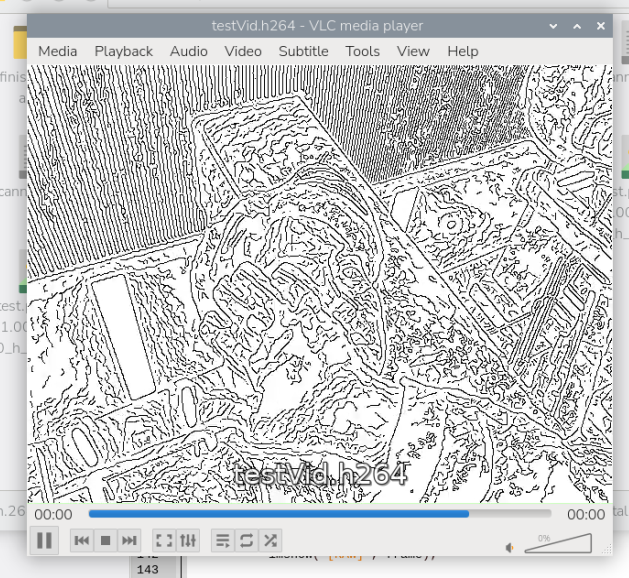 testVid.h264 - VLC media player
Media Playback Audio Video Subtitle Tools View Help
testVid.h264
00:00 00:00
0%
143